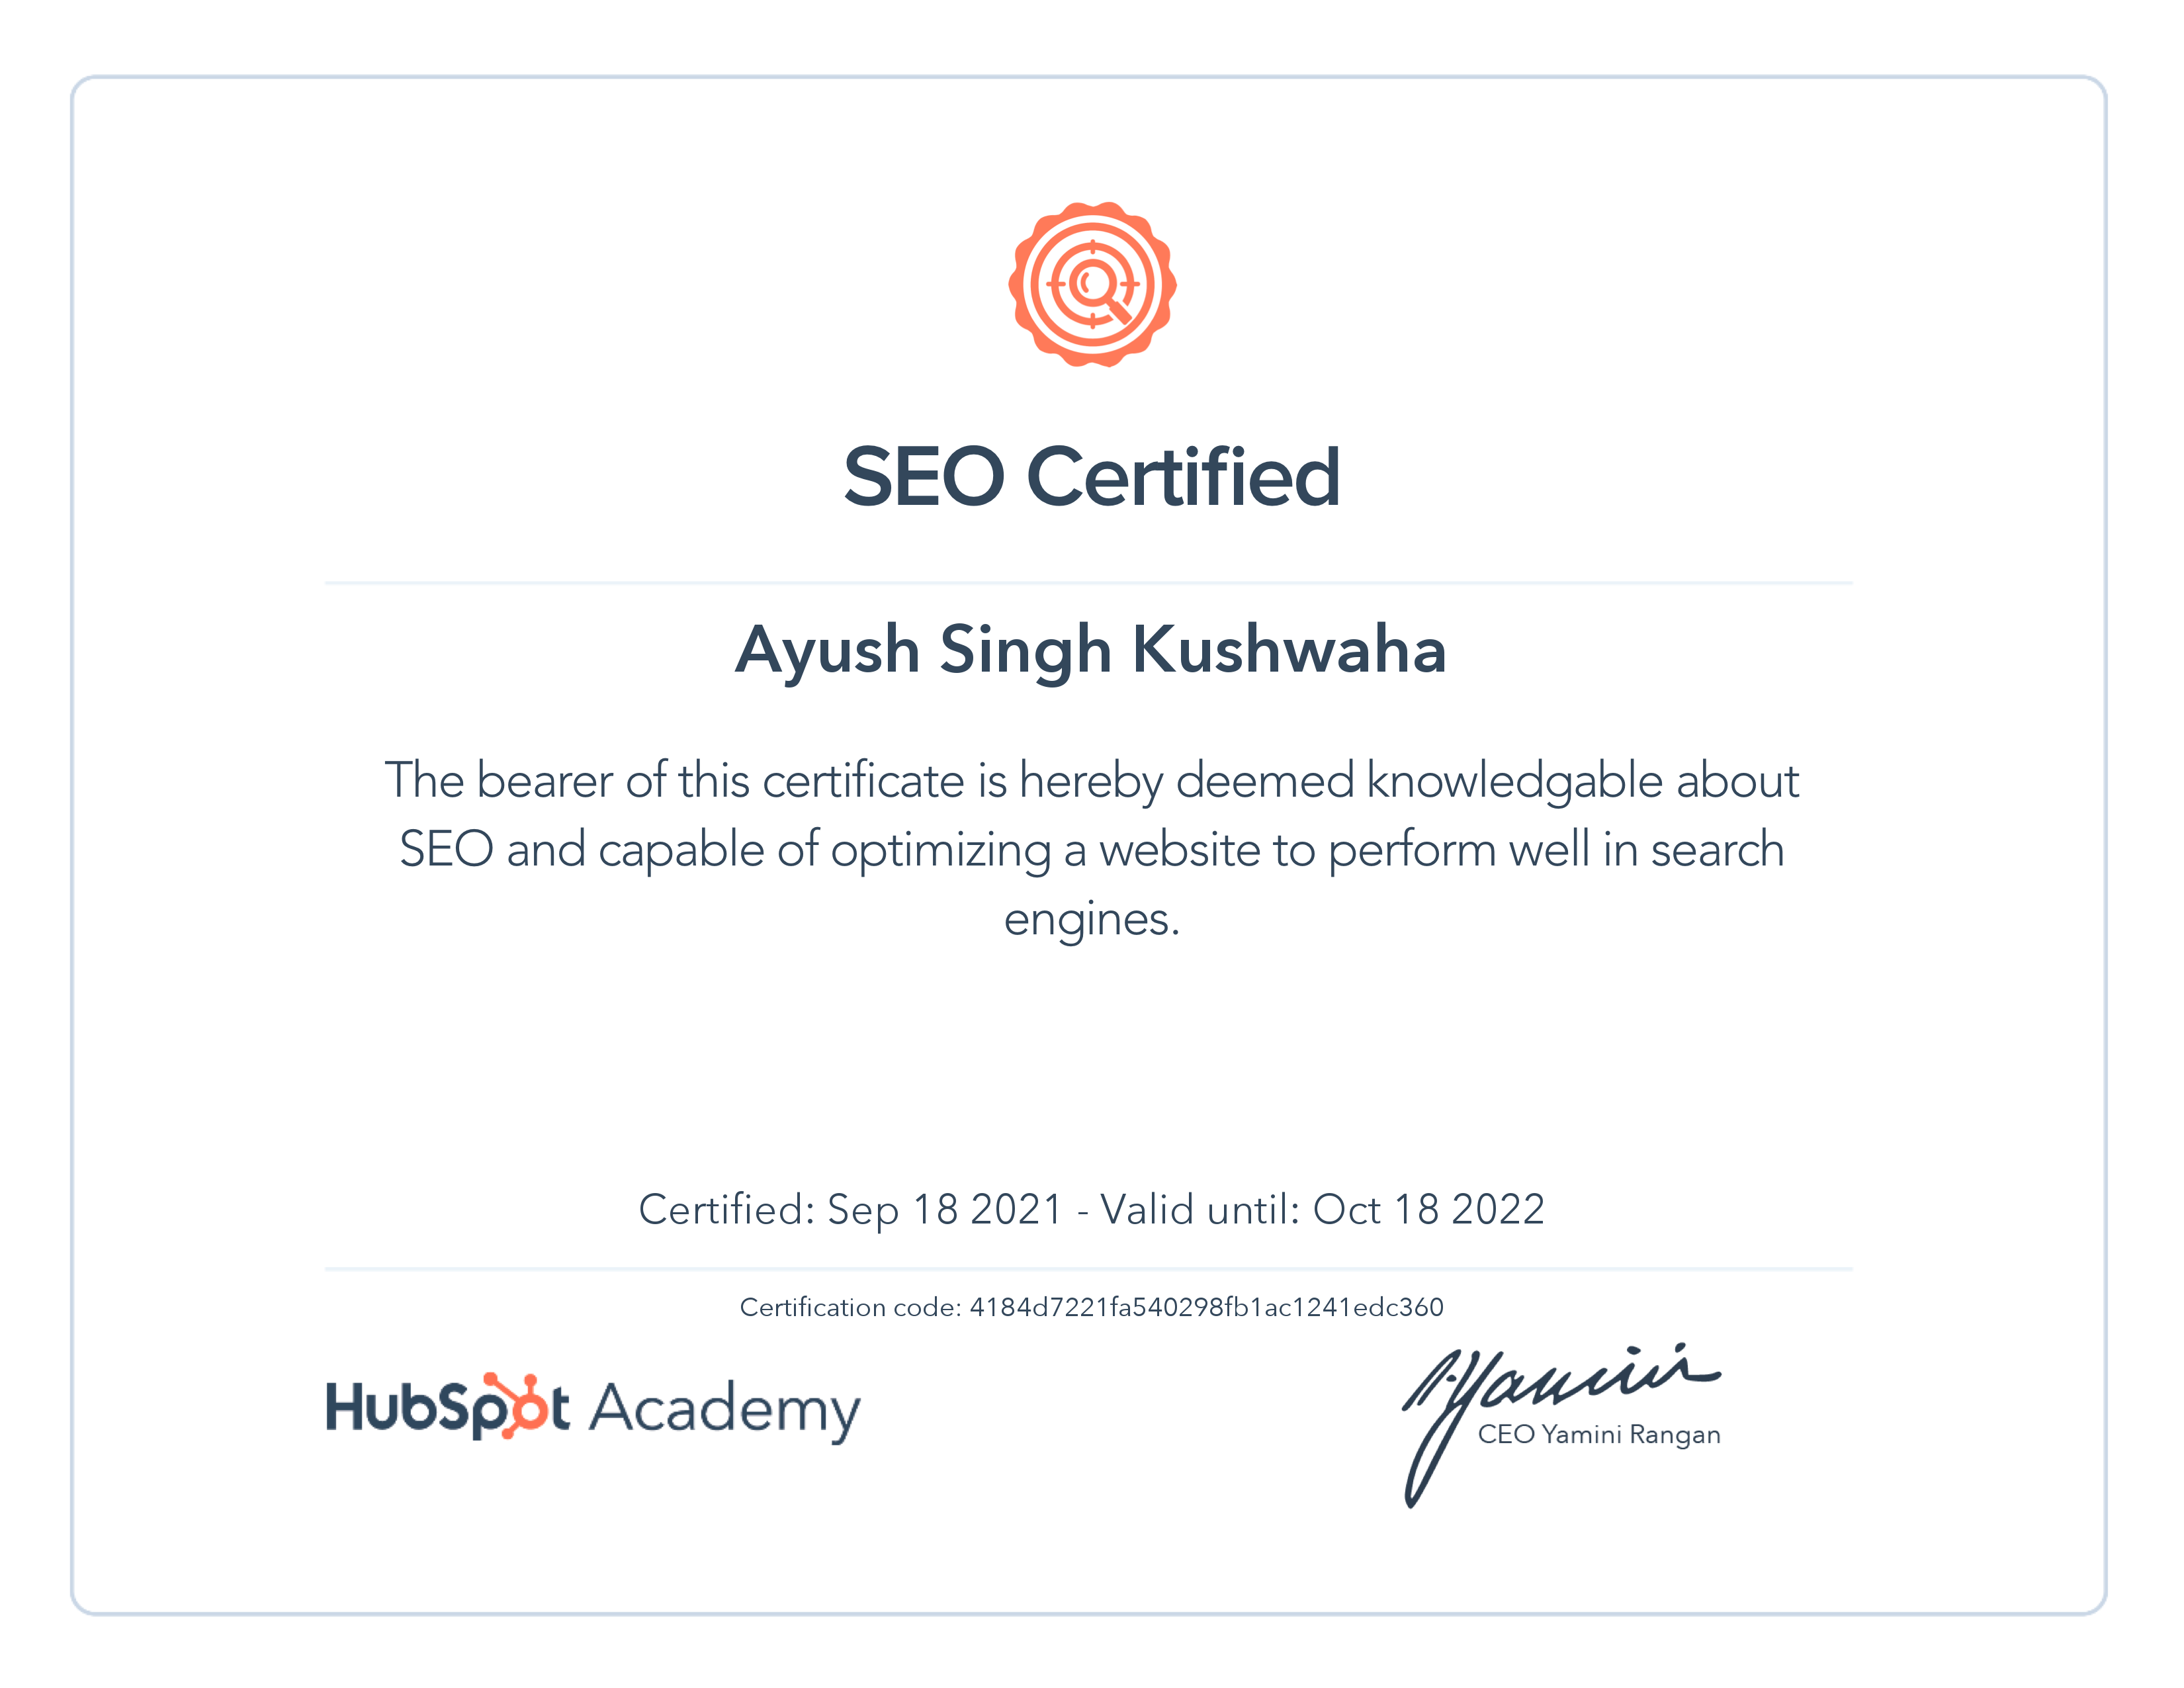 SEO Certified
Ayush Singh Kushwaha
The bearer of this certificate is hereby deemed knowledgable about
SEO and capable of optimizing a website to perform well in search
engines.
Certified: Sep 18 2021 - Valid until: Oct 18 2022
Certification code: 4184d7221fa540298fb1ac1241edc360
HubSpot Academy
Yamini
CEO Yamini Rangan